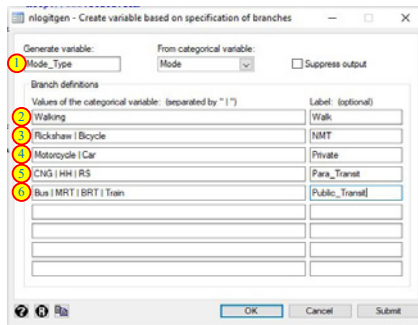 nlogitgen - Create variable based on specification of branches
Generate variable: From categorical variable:
1 Mode_Type Mode Suppress output
Branch definitions
Values of the categorical variable: (separated by "|") Label: (optional)
2 Walking Walk
3 Rickshaw | Bicycle NMT
4 Motorcycle | Car Private
5 CNG | HH | RS Para_Transit
6 Bus | MRT | BRT | Train Public_Transit
OK Cancel Submit